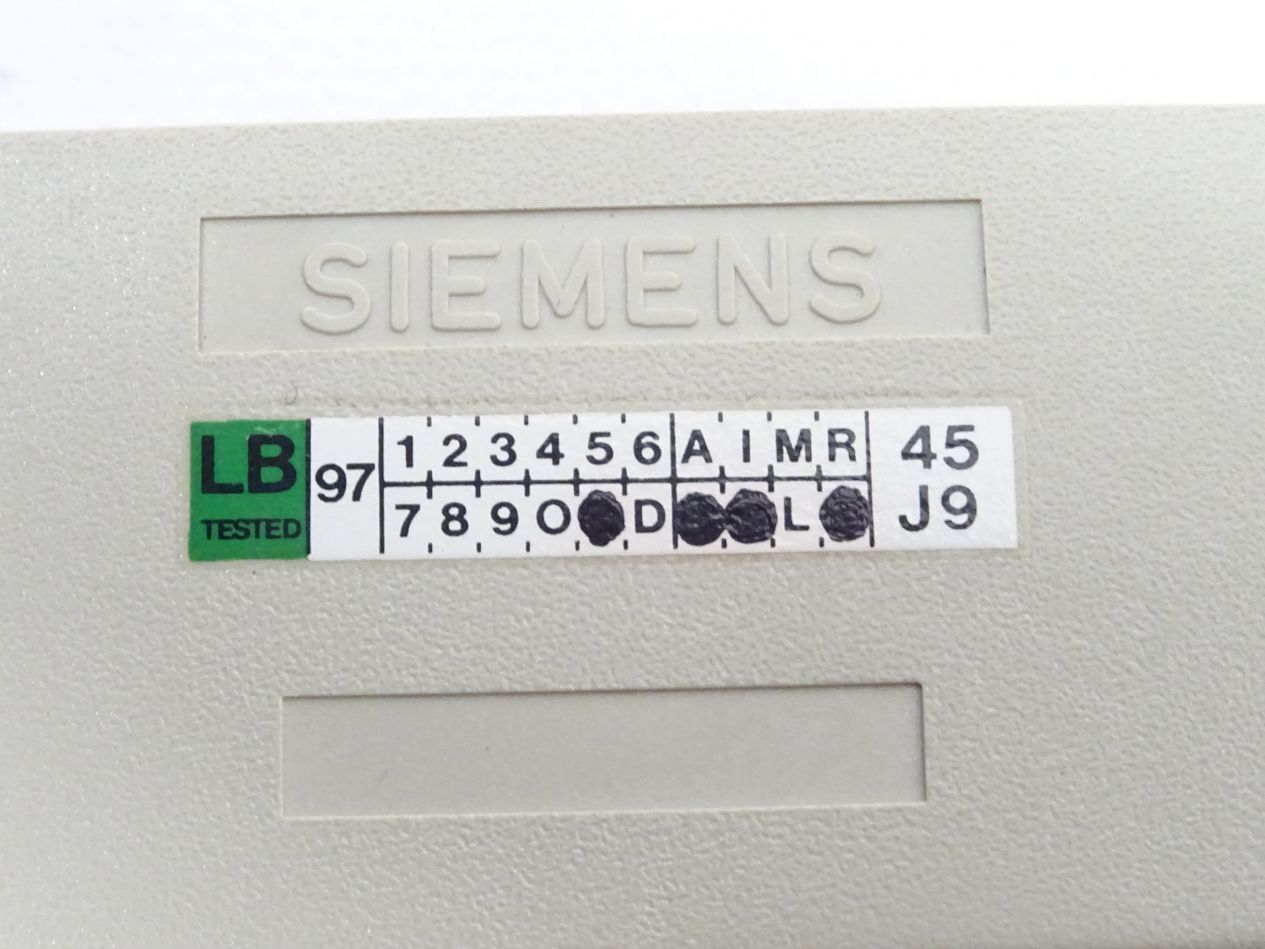 SIEMENS
LB
TESTED
97
1 2 3 4 5 6 A I M R
7 8 9 O D L
45
J9